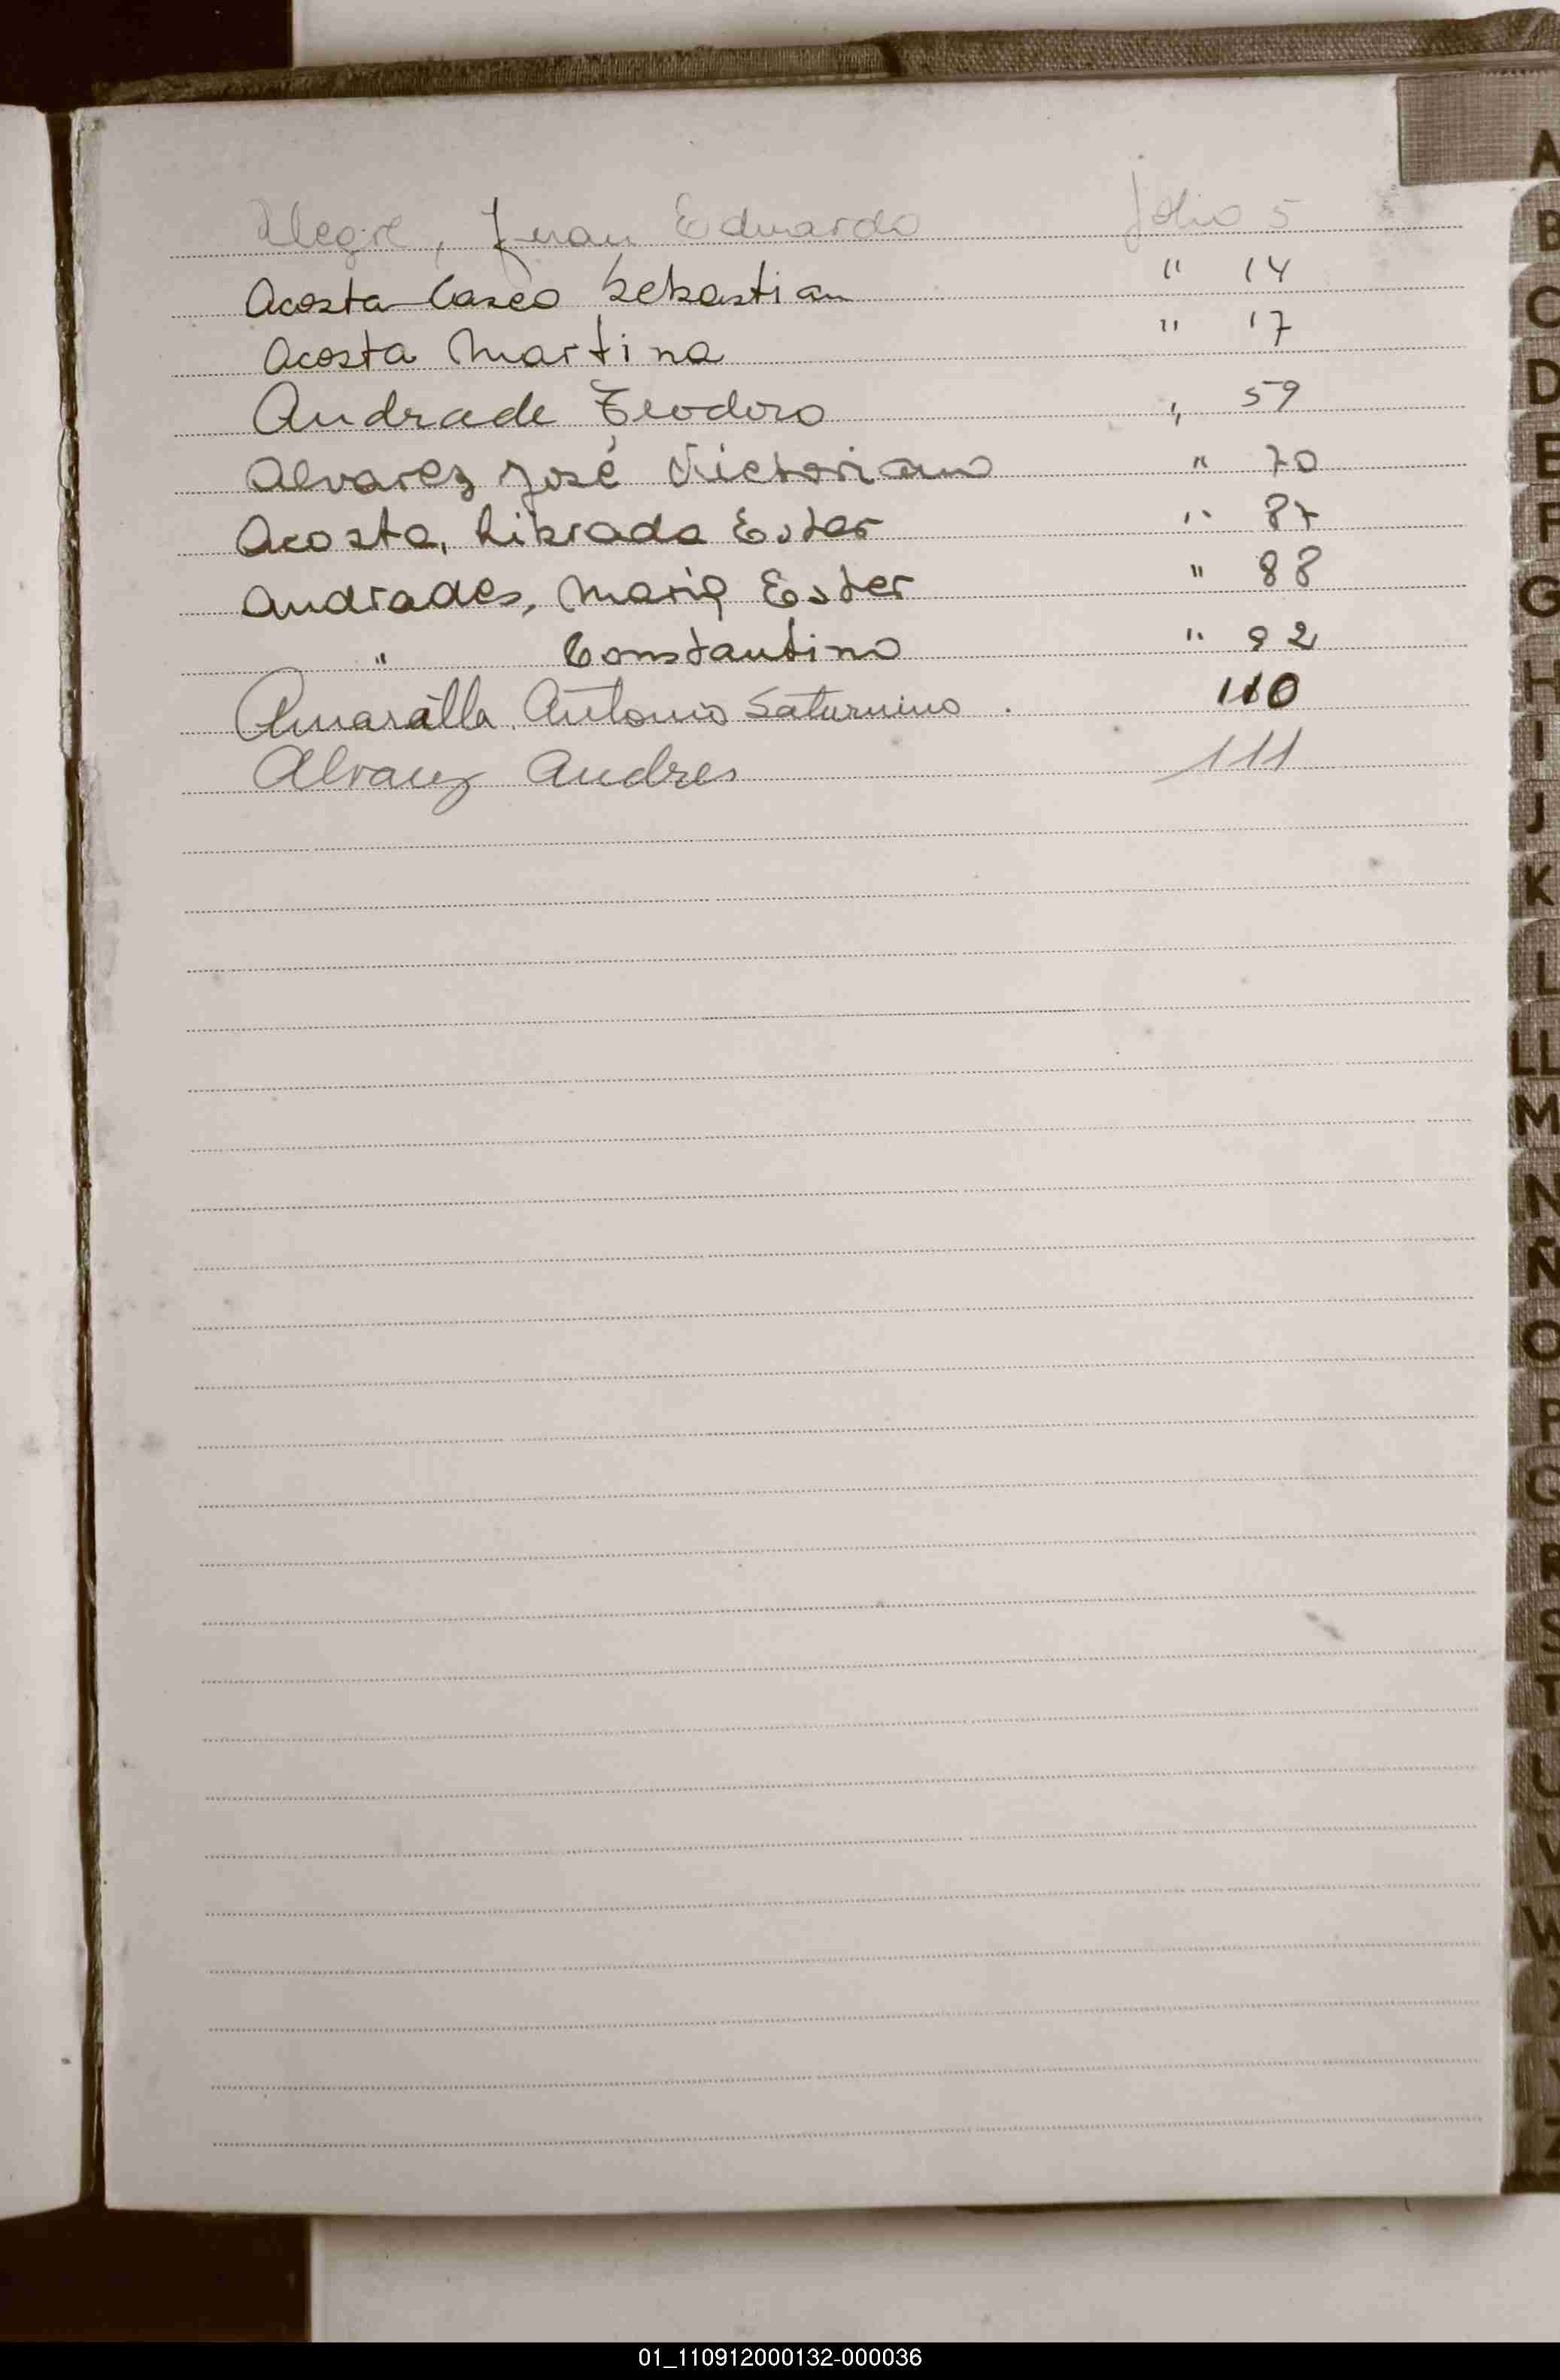 Alegre, Juan Eduardo folio 5
Acosta Casco Sebastian " 14
Acosta Martina " 17
Andrade Teodoro " 59
Alvarez José Victoriano " 70
Acosta, Librada Ester " 87
Andrades, Maria Ester " 88
" Constantino " 92
Amarilla Antonio Saturnino . 110
Alvarez Andres 111
A
B
C
D
E
F
G
H
I
J
K
L
LL
M
N
Ñ
O
P
Q
R
S
T
U
V
W
X
Y
Z
01_110912000132-000036